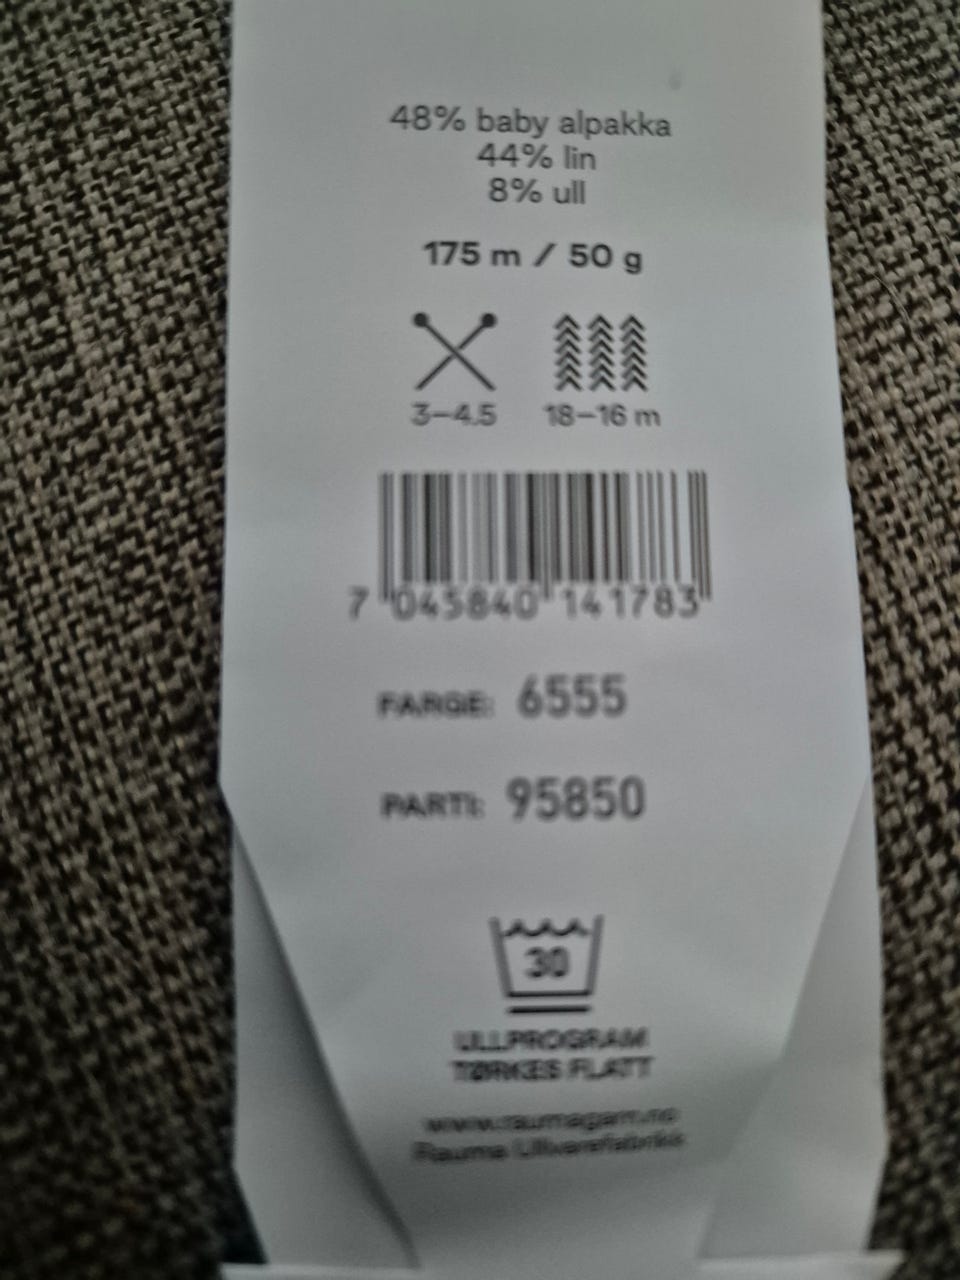 48% baby alpakka
44% lin
8% ull
175 m / 50 g
3–4.5 18–16 m
7 045840 141783
FARGE: 6555
PARTI: 95850
30
ULLPROGRAM
TØRKES FLATT
www.raumagarn.no
Rauma Ullvarefabrikk